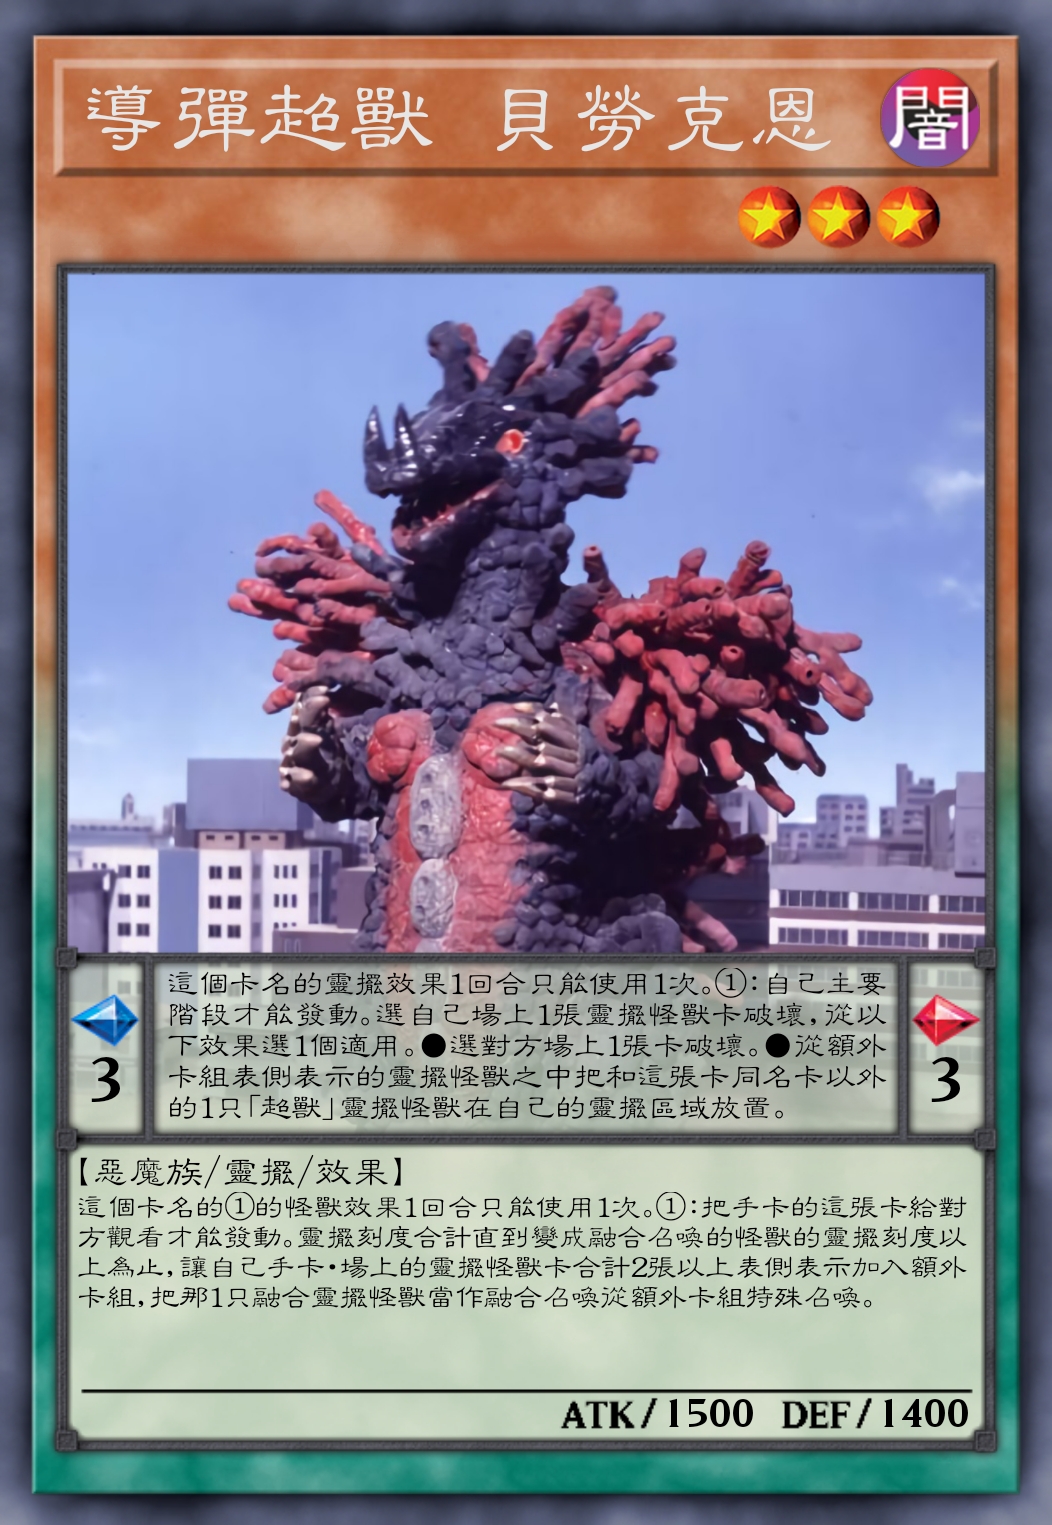 導彈超獸 貝勞克恩
闇
這個卡名的靈擺效果1回合只能使用1次。①:自己主要
階段才能發動。選自己場上1張靈擺怪獸卡破壞,從以
下效果選1個適用。●選對方場上1張卡破壞。●從額外
卡組表側表示的靈擺怪獸之中把和這張卡同名卡以外
的1只「超獸」靈擺怪獸在自己的靈擺區域放置。
3
3
【惡魔族/靈擺/效果】
這個卡名的①的怪獸效果1回合只能使用1次。①:把手卡的這張卡給對
方觀看才能發動。靈擺刻度合計直到變成融合召喚的怪獸的靈擺刻度以
上為止,讓自己手卡・場上的靈擺怪獸卡合計2張以上表側表示加入額外
卡組,把那1只融合靈擺怪獸當作融合召喚從額外卡組特殊召喚。
ATK/1500 DEF/1400